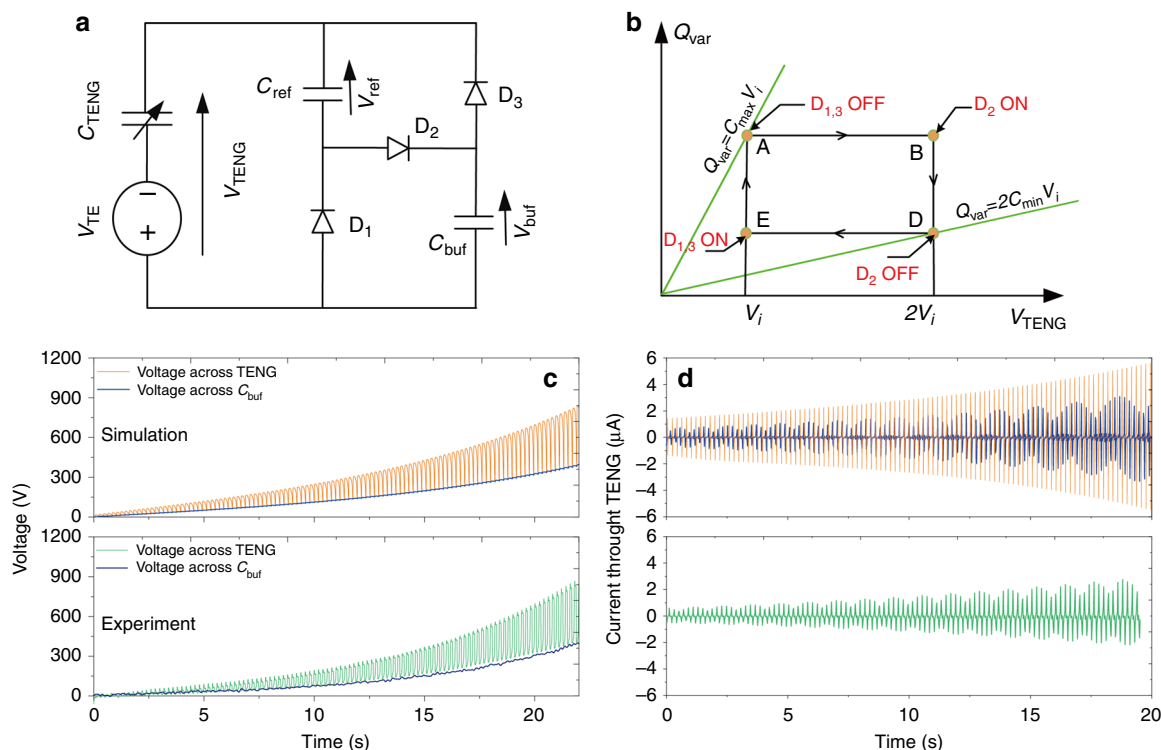 a
C_TENG
V_TE
−
+
V_TENG
C_ref
V_ref
D_1
D_2
D_3
C_buf
V_buf
b
Q_var
Q_var=C_max V_i
D_1,3 OFF
D_2 ON
A
B
Q_var=2C_min V_i
E
D
D_1,3 ON
D_2 OFF
V_i
2V_i
V_TENG
c
Voltage (V)
1200
900
600
300
0
Voltage across TENG
Voltage across C_buf
Simulation
1200
900
600
300
0
Voltage across TENG
Voltage across C_buf
Experiment
0 5 10 15 20
Time (s)
d
Current throught TENG (µA)
6
4
2
0
−2
−4
−6
6
4
2
0
−2
−4
−6
0 5 10 15 20
Time (s)